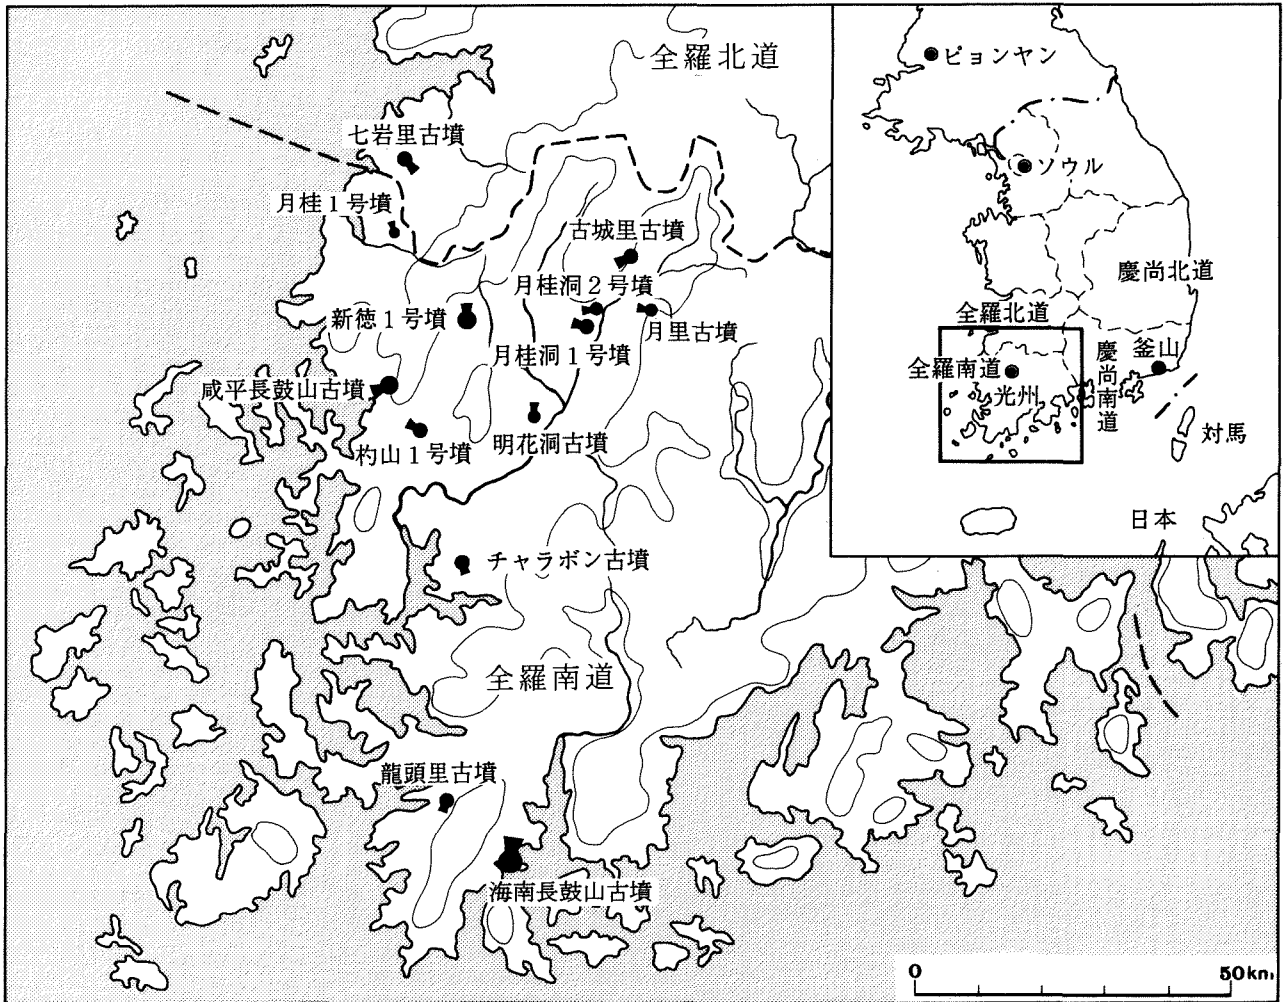 全羅北道
七岩里古墳
月桂1号墳
古城里古墳
月桂洞2号墳
新徳1号墳
月里古墳
月桂洞1号墳
咸平長鼓山古墳
杓山1号墳
明花洞古墳
チャラボン古墳
全羅南道
龍頭里古墳
海南長鼓山古墳
ピョンヤン
ソウル
慶尚北道
全羅北道
慶尚南道
釜山
全羅南道
光州
対馬
日本
0 50km